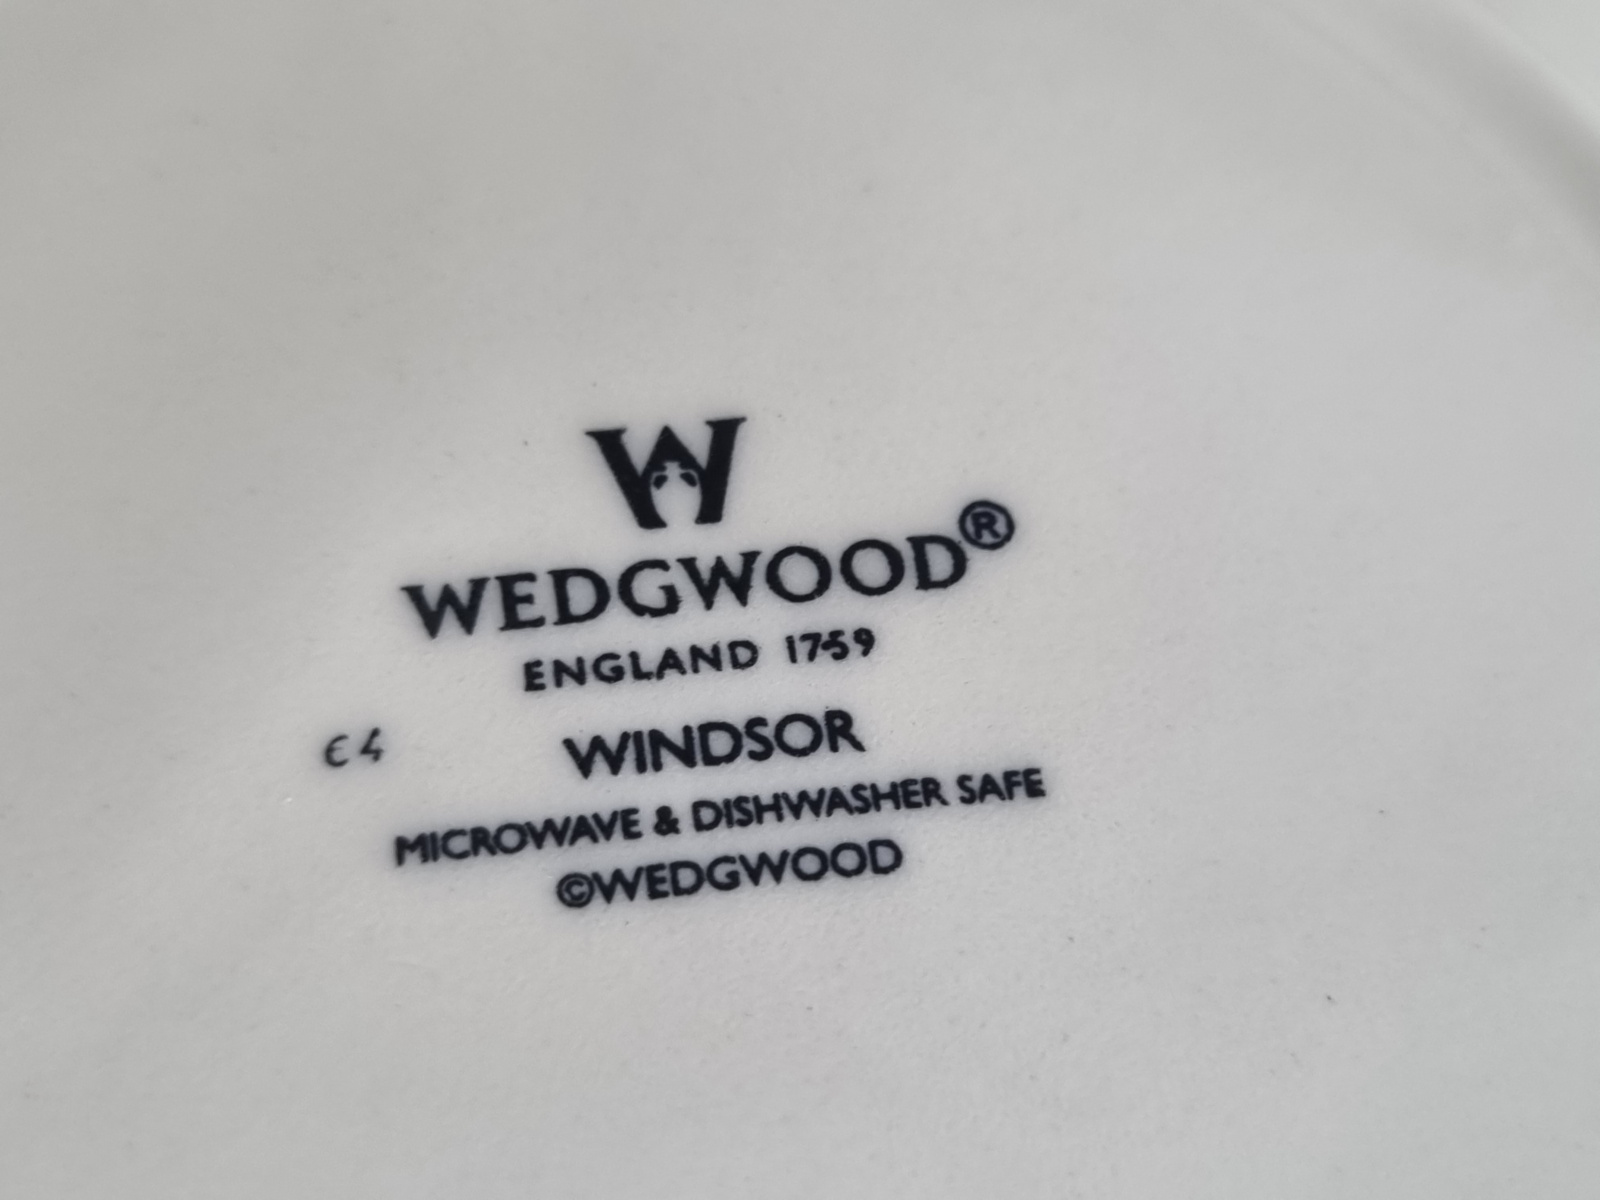 W
WEDGWOOD®
ENGLAND 1759
WINDSOR
E4
MICROWAVE & DISHWASHER SAFE
©WEDGWOOD